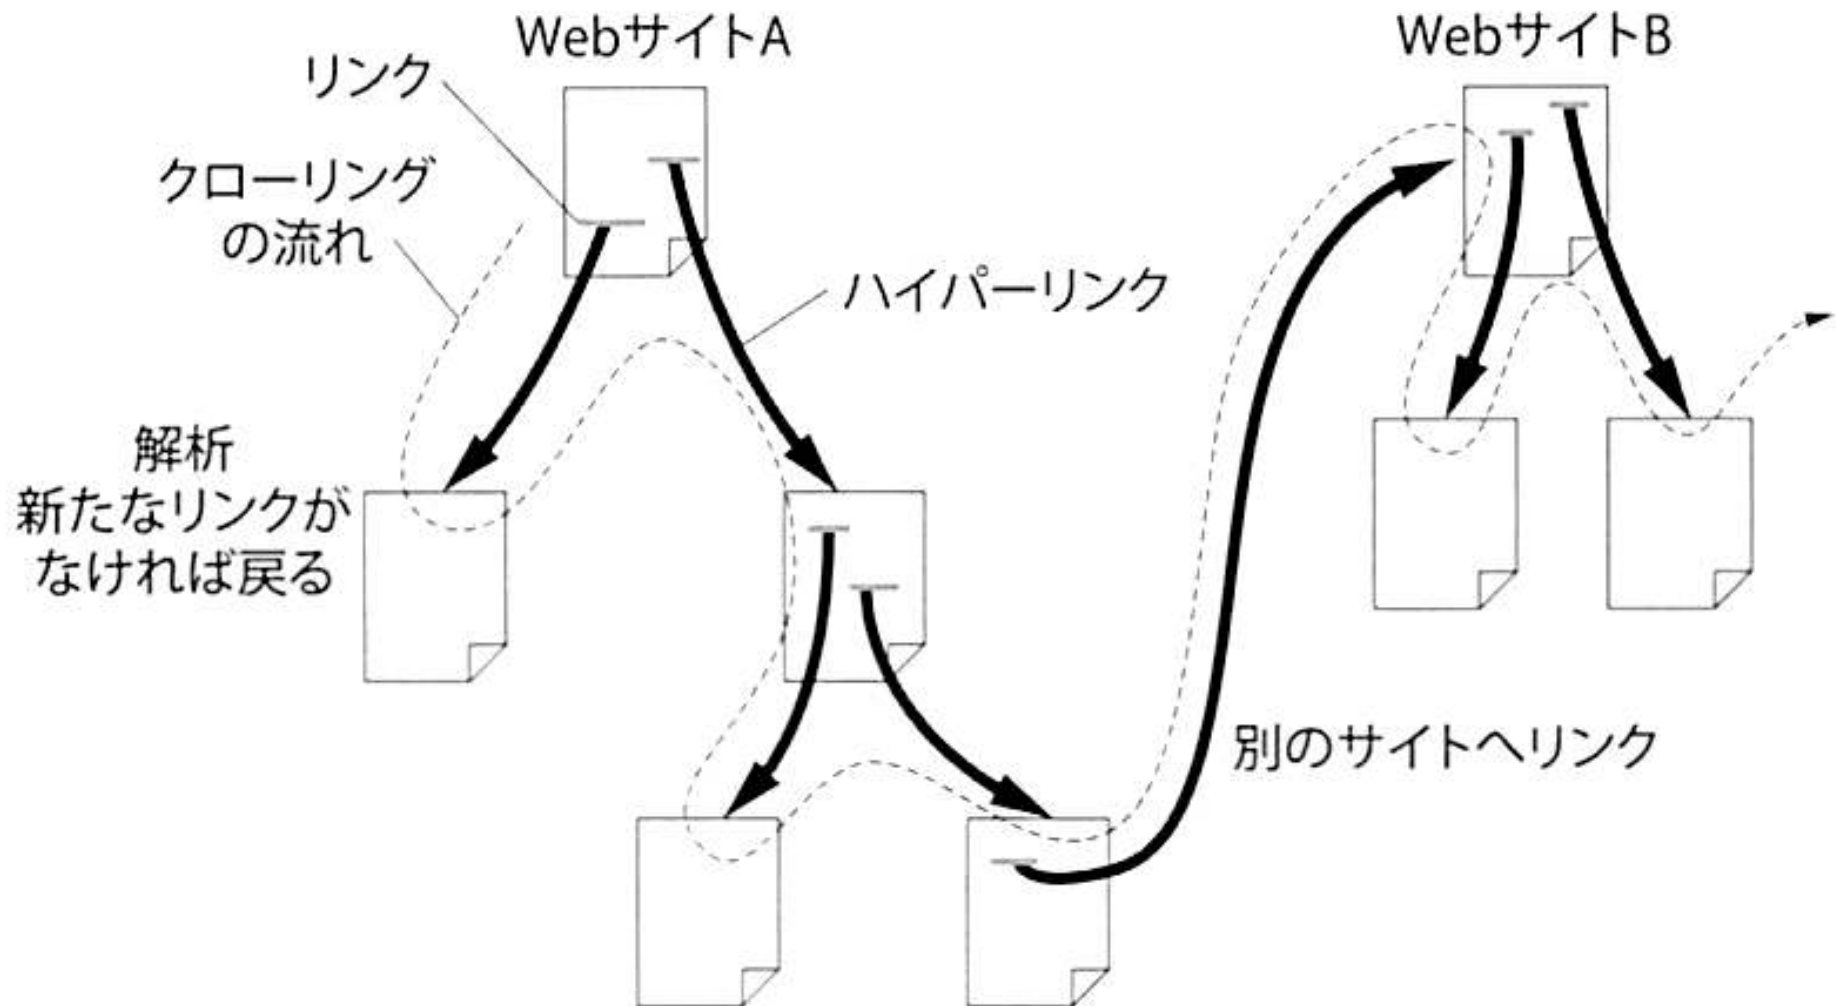 WebサイトA
WebサイトB
リンク
クローリング
の流れ
ハイパーリンク
解析
新たなリンクが
なければ戻る
別のサイトへリンク